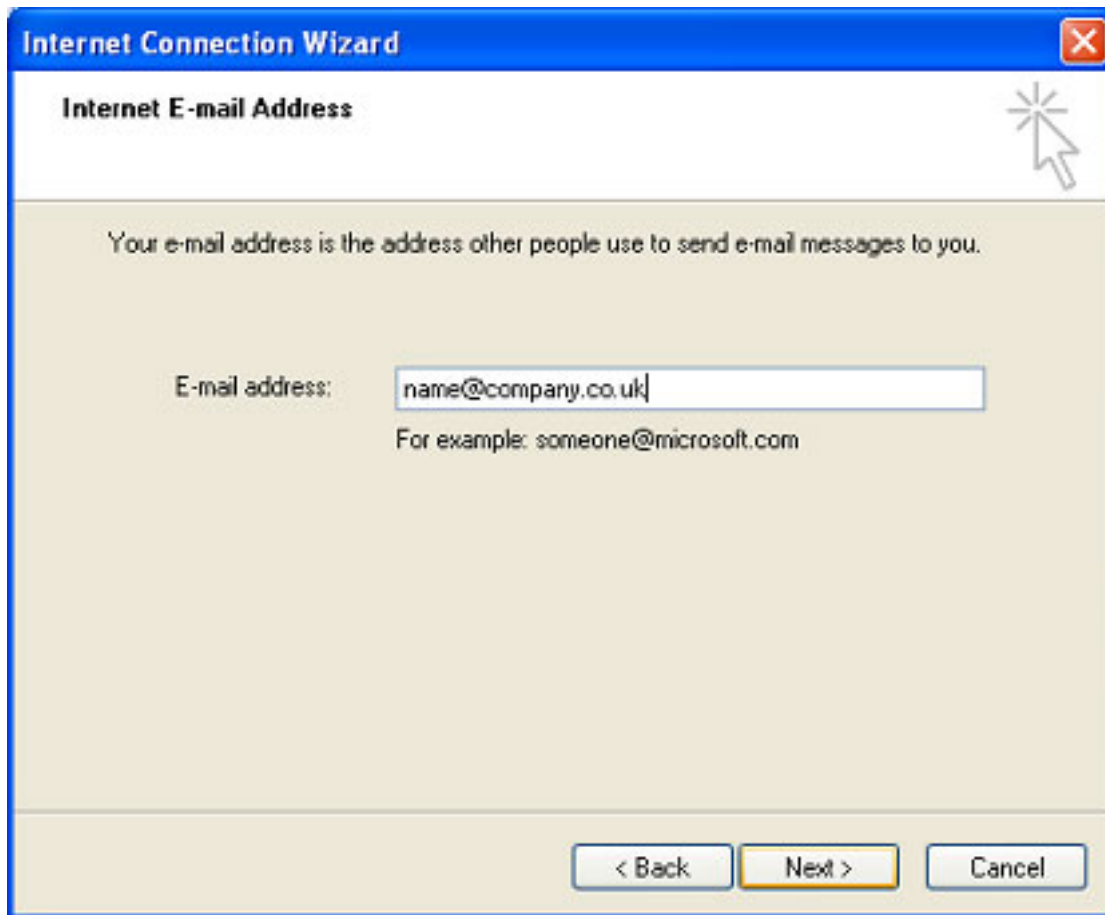 Internet Connection Wizard
Internet E-mail Address
Your e-mail address is the address other people use to send e-mail messages to you.
E-mail address: name@company.co.uk
For example: someone@microsoft.com
< Back Next > Cancel